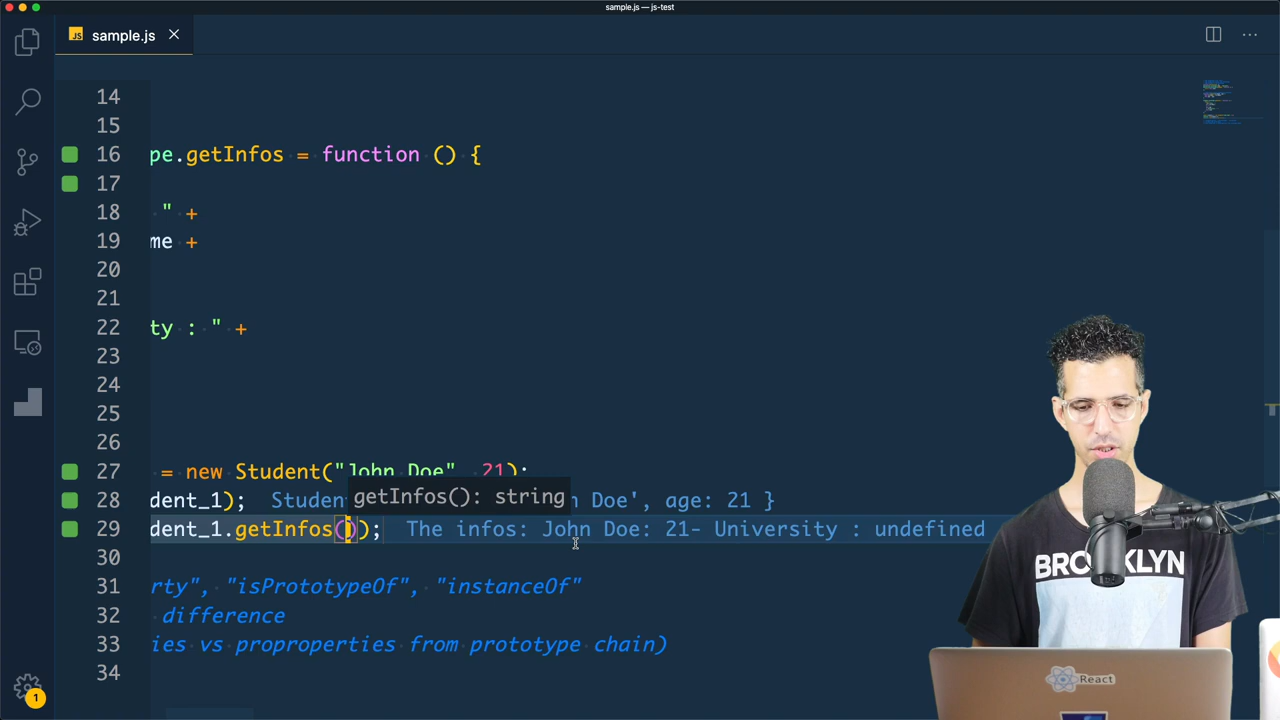 sample.js — js-test
JS sample.js
14
15
16 pe.getInfos = function () {
17
18 " +
19 me +
20
21
22 ty : " +
23
24
25
26
27 = new Student("John Doe", 21);
getInfos(): string
28 dent_1); Studen n Doe', age: 21 }
29 dent_1.getInfos()); The infos: John Doe: 21- University : undefined
30
31 rty", "isPrototypeOf", "instanceOf"
32 difference
33 ies vs proproperties from prototype chain)
34
BROOKLYN
React
1